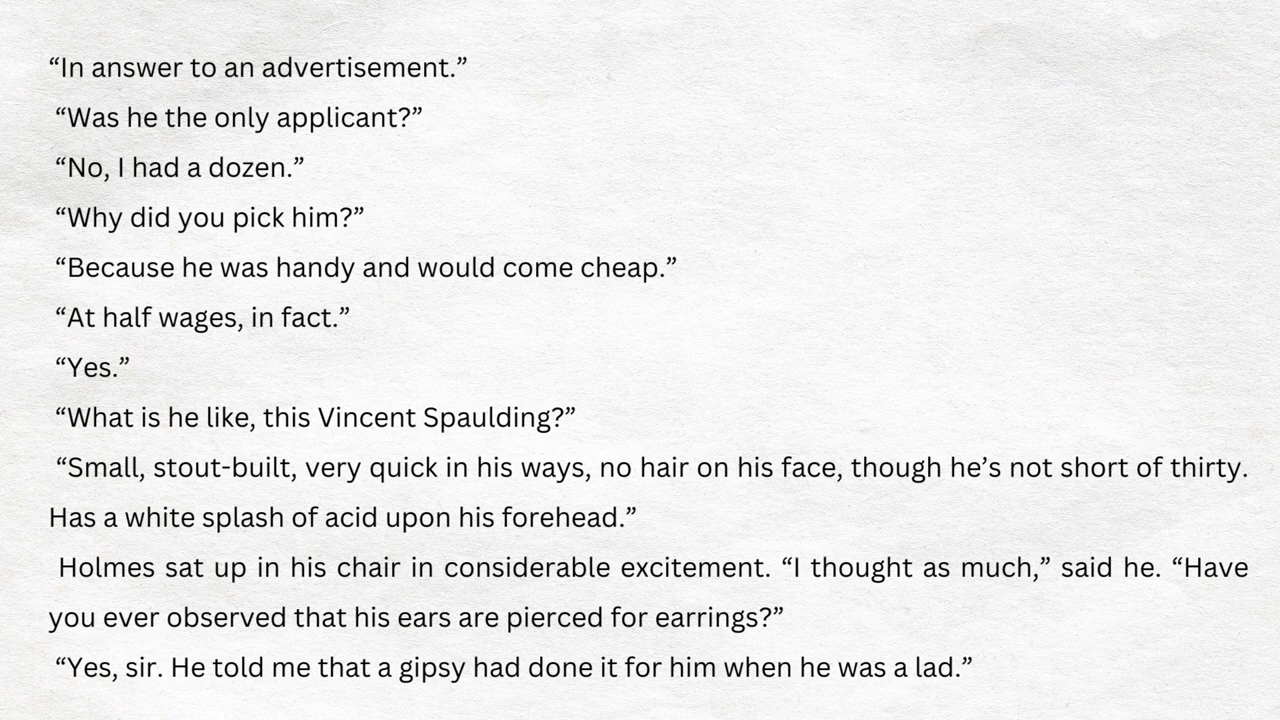 “In answer to an advertisement.”
“Was he the only applicant?”
“No, I had a dozen.”
“Why did you pick him?”
“Because he was handy and would come cheap.”
“At half wages, in fact.”
“Yes.”
“What is he like, this Vincent Spaulding?”
“Small, stout-built, very quick in his ways, no hair on his face, though he’s not short of thirty.
Has a white splash of acid upon his forehead.”
Holmes sat up in his chair in considerable excitement. “I thought as much,” said he. “Have
you ever observed that his ears are pierced for earrings?”
“Yes, sir. He told me that a gipsy had done it for him when he was a lad.”